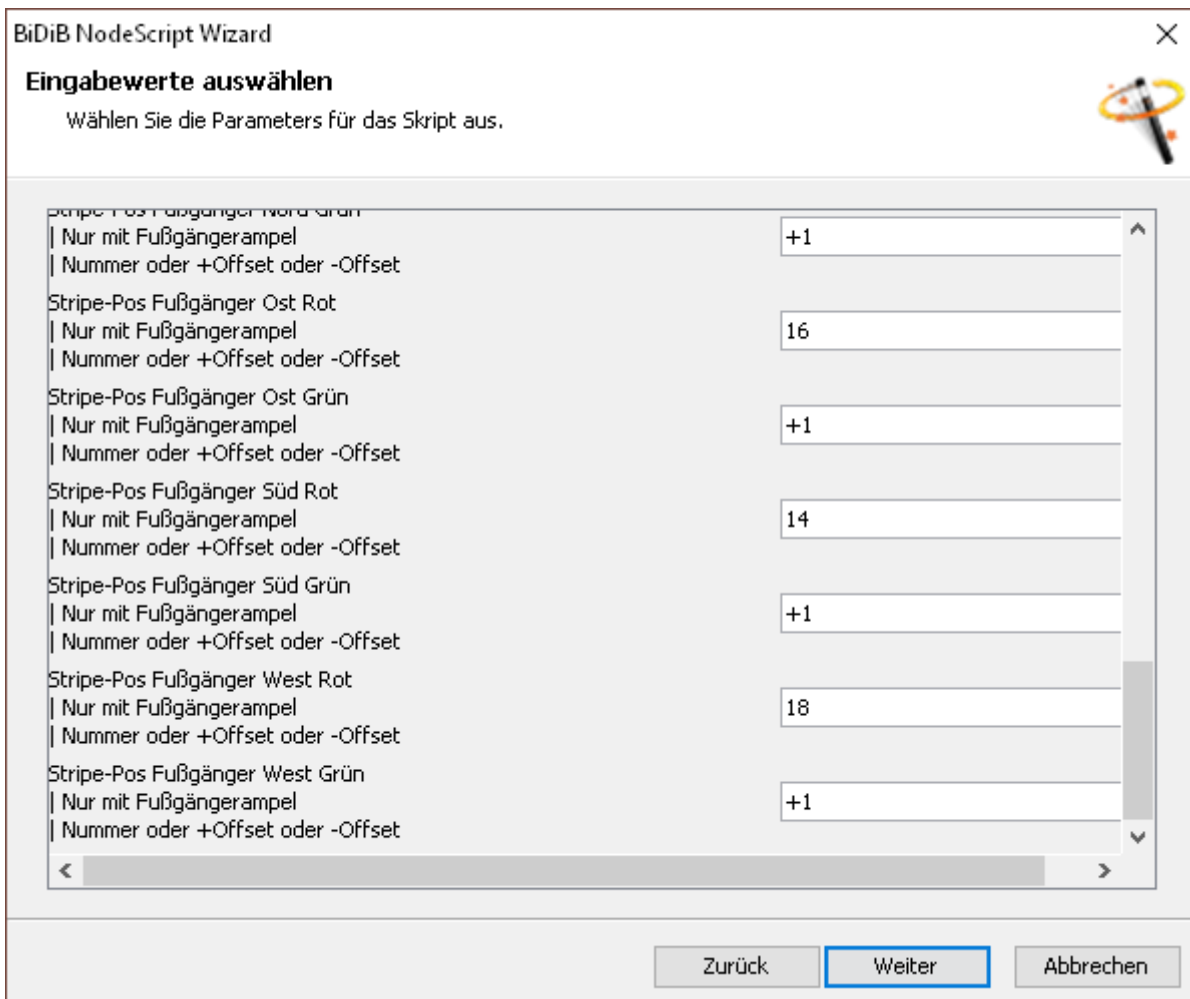 BiDiB NodeScript Wizard
Eingabewerte auswählen
Wählen Sie die Parameters für das Skript aus.
Stripe-Pos Fußgänger Nord Grün
| Nur mit Fußgängerampel
+1
| Nummer oder +Offset oder -Offset
Stripe-Pos Fußgänger Ost Rot
| Nur mit Fußgängerampel
16
| Nummer oder +Offset oder -Offset
Stripe-Pos Fußgänger Ost Grün
| Nur mit Fußgängerampel
+1
| Nummer oder +Offset oder -Offset
Stripe-Pos Fußgänger Süd Rot
| Nur mit Fußgängerampel
14
| Nummer oder +Offset oder -Offset
Stripe-Pos Fußgänger Süd Grün
| Nur mit Fußgängerampel
+1
| Nummer oder +Offset oder -Offset
Stripe-Pos Fußgänger West Rot
| Nur mit Fußgängerampel
18
| Nummer oder +Offset oder -Offset
Stripe-Pos Fußgänger West Grün
| Nur mit Fußgängerampel
+1
| Nummer oder +Offset oder -Offset
Zurück
Weiter
Abbrechen